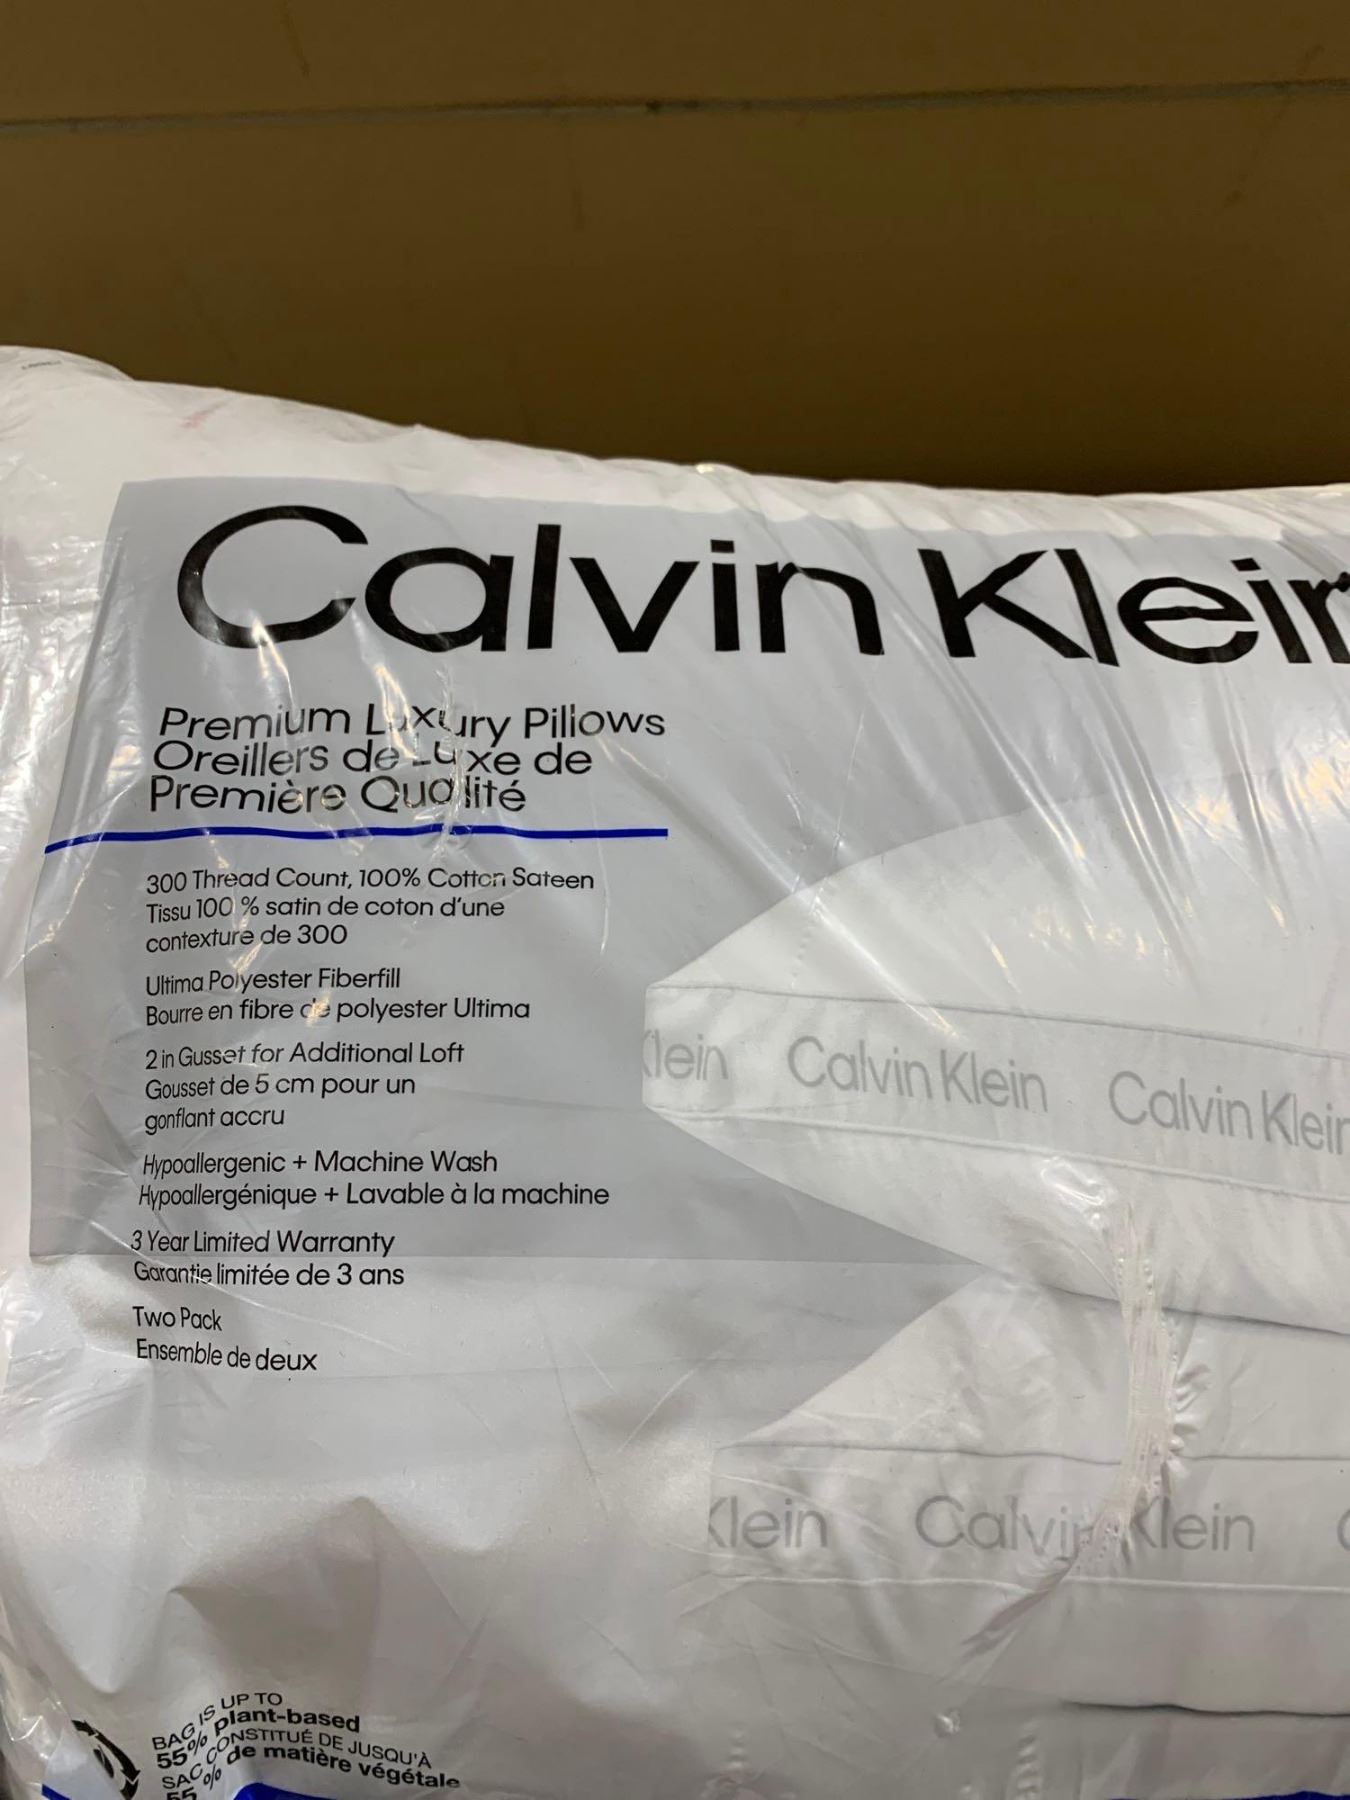 Calvin Klein
Premium Luxury Pillows
Oreillers de Luxe de
Première Qualité
300 Thread Count, 100% Cotton Sateen
Tissu 100 % satin de coton d'une
contexture de 300
Ultima Polyester Fiberfill
Bourre en fibre de polyester Ultima
2 in Gusset for Additional Loft
Gousset de 5 cm pour un
gonflant accru
Hypoallergenic + Machine Wash
Hypoallergénique + Lavable à la machine
3 Year Limited Warranty
Garantie limitée de 3 ans
Two Pack
Ensemble de deux
Klein Calvin Klein Calvin Klein
Klein Calvin Klein C
BAG IS UP TO
55% plant-based
SAC CONSTITUÉ DE JUSQU'À
55 % de matière végétale